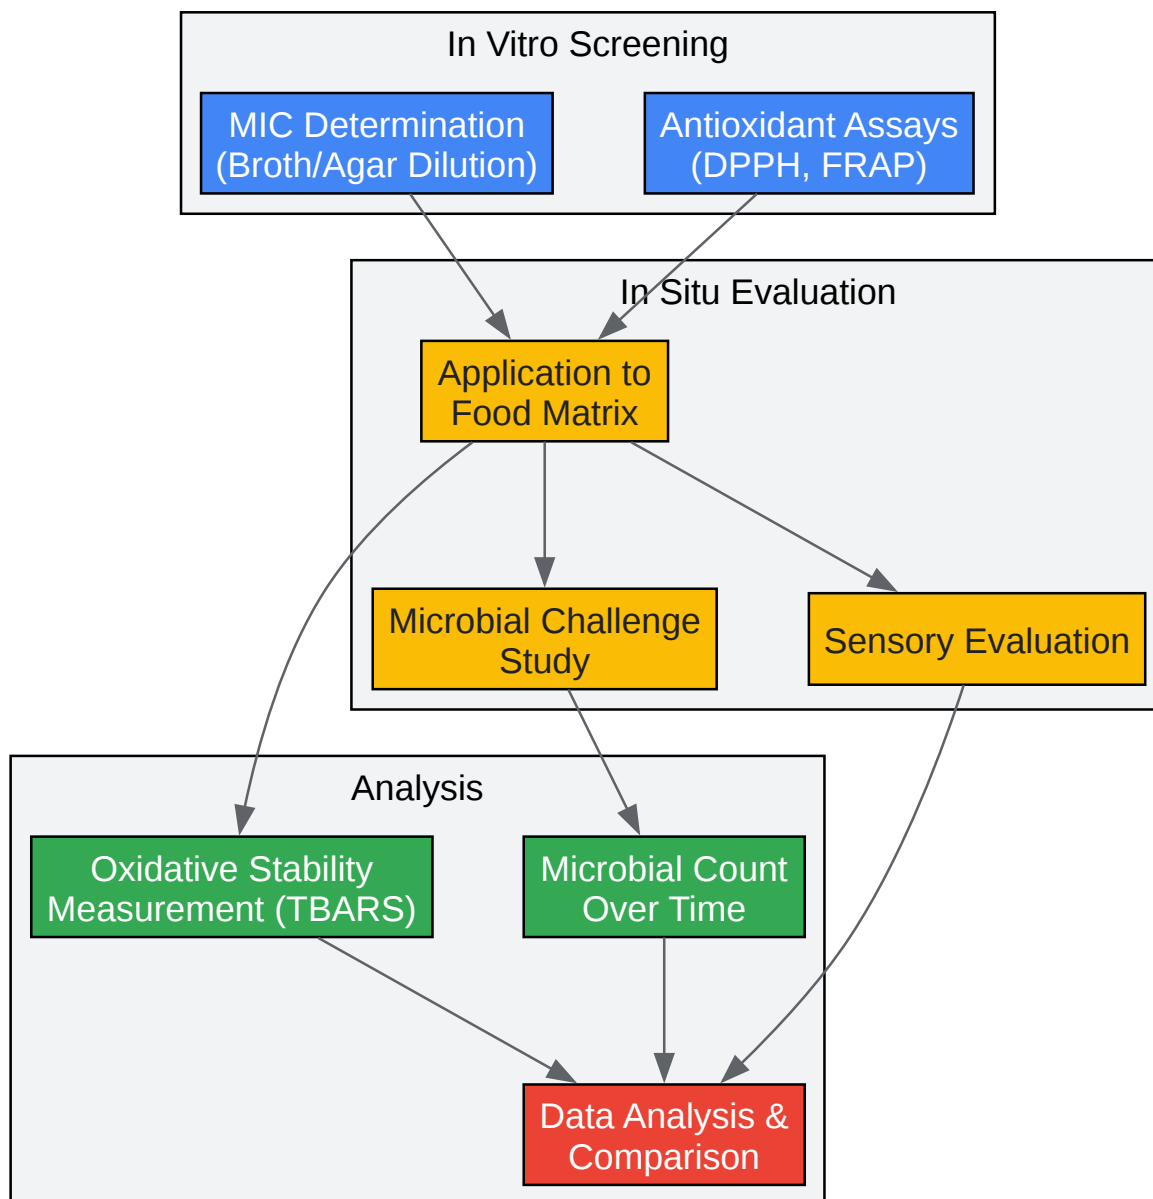 In Vitro Screening
MIC Determination
(Broth/Agar Dilution)
Antioxidant Assays
(DPPH, FRAP)
In Situ Evaluation
Application to
Food Matrix
Microbial Challenge
Study
Sensory Evaluation
Analysis
Oxidative Stability
Measurement (TBARS)
Microbial Count
Over Time
Data Analysis &
Comparison